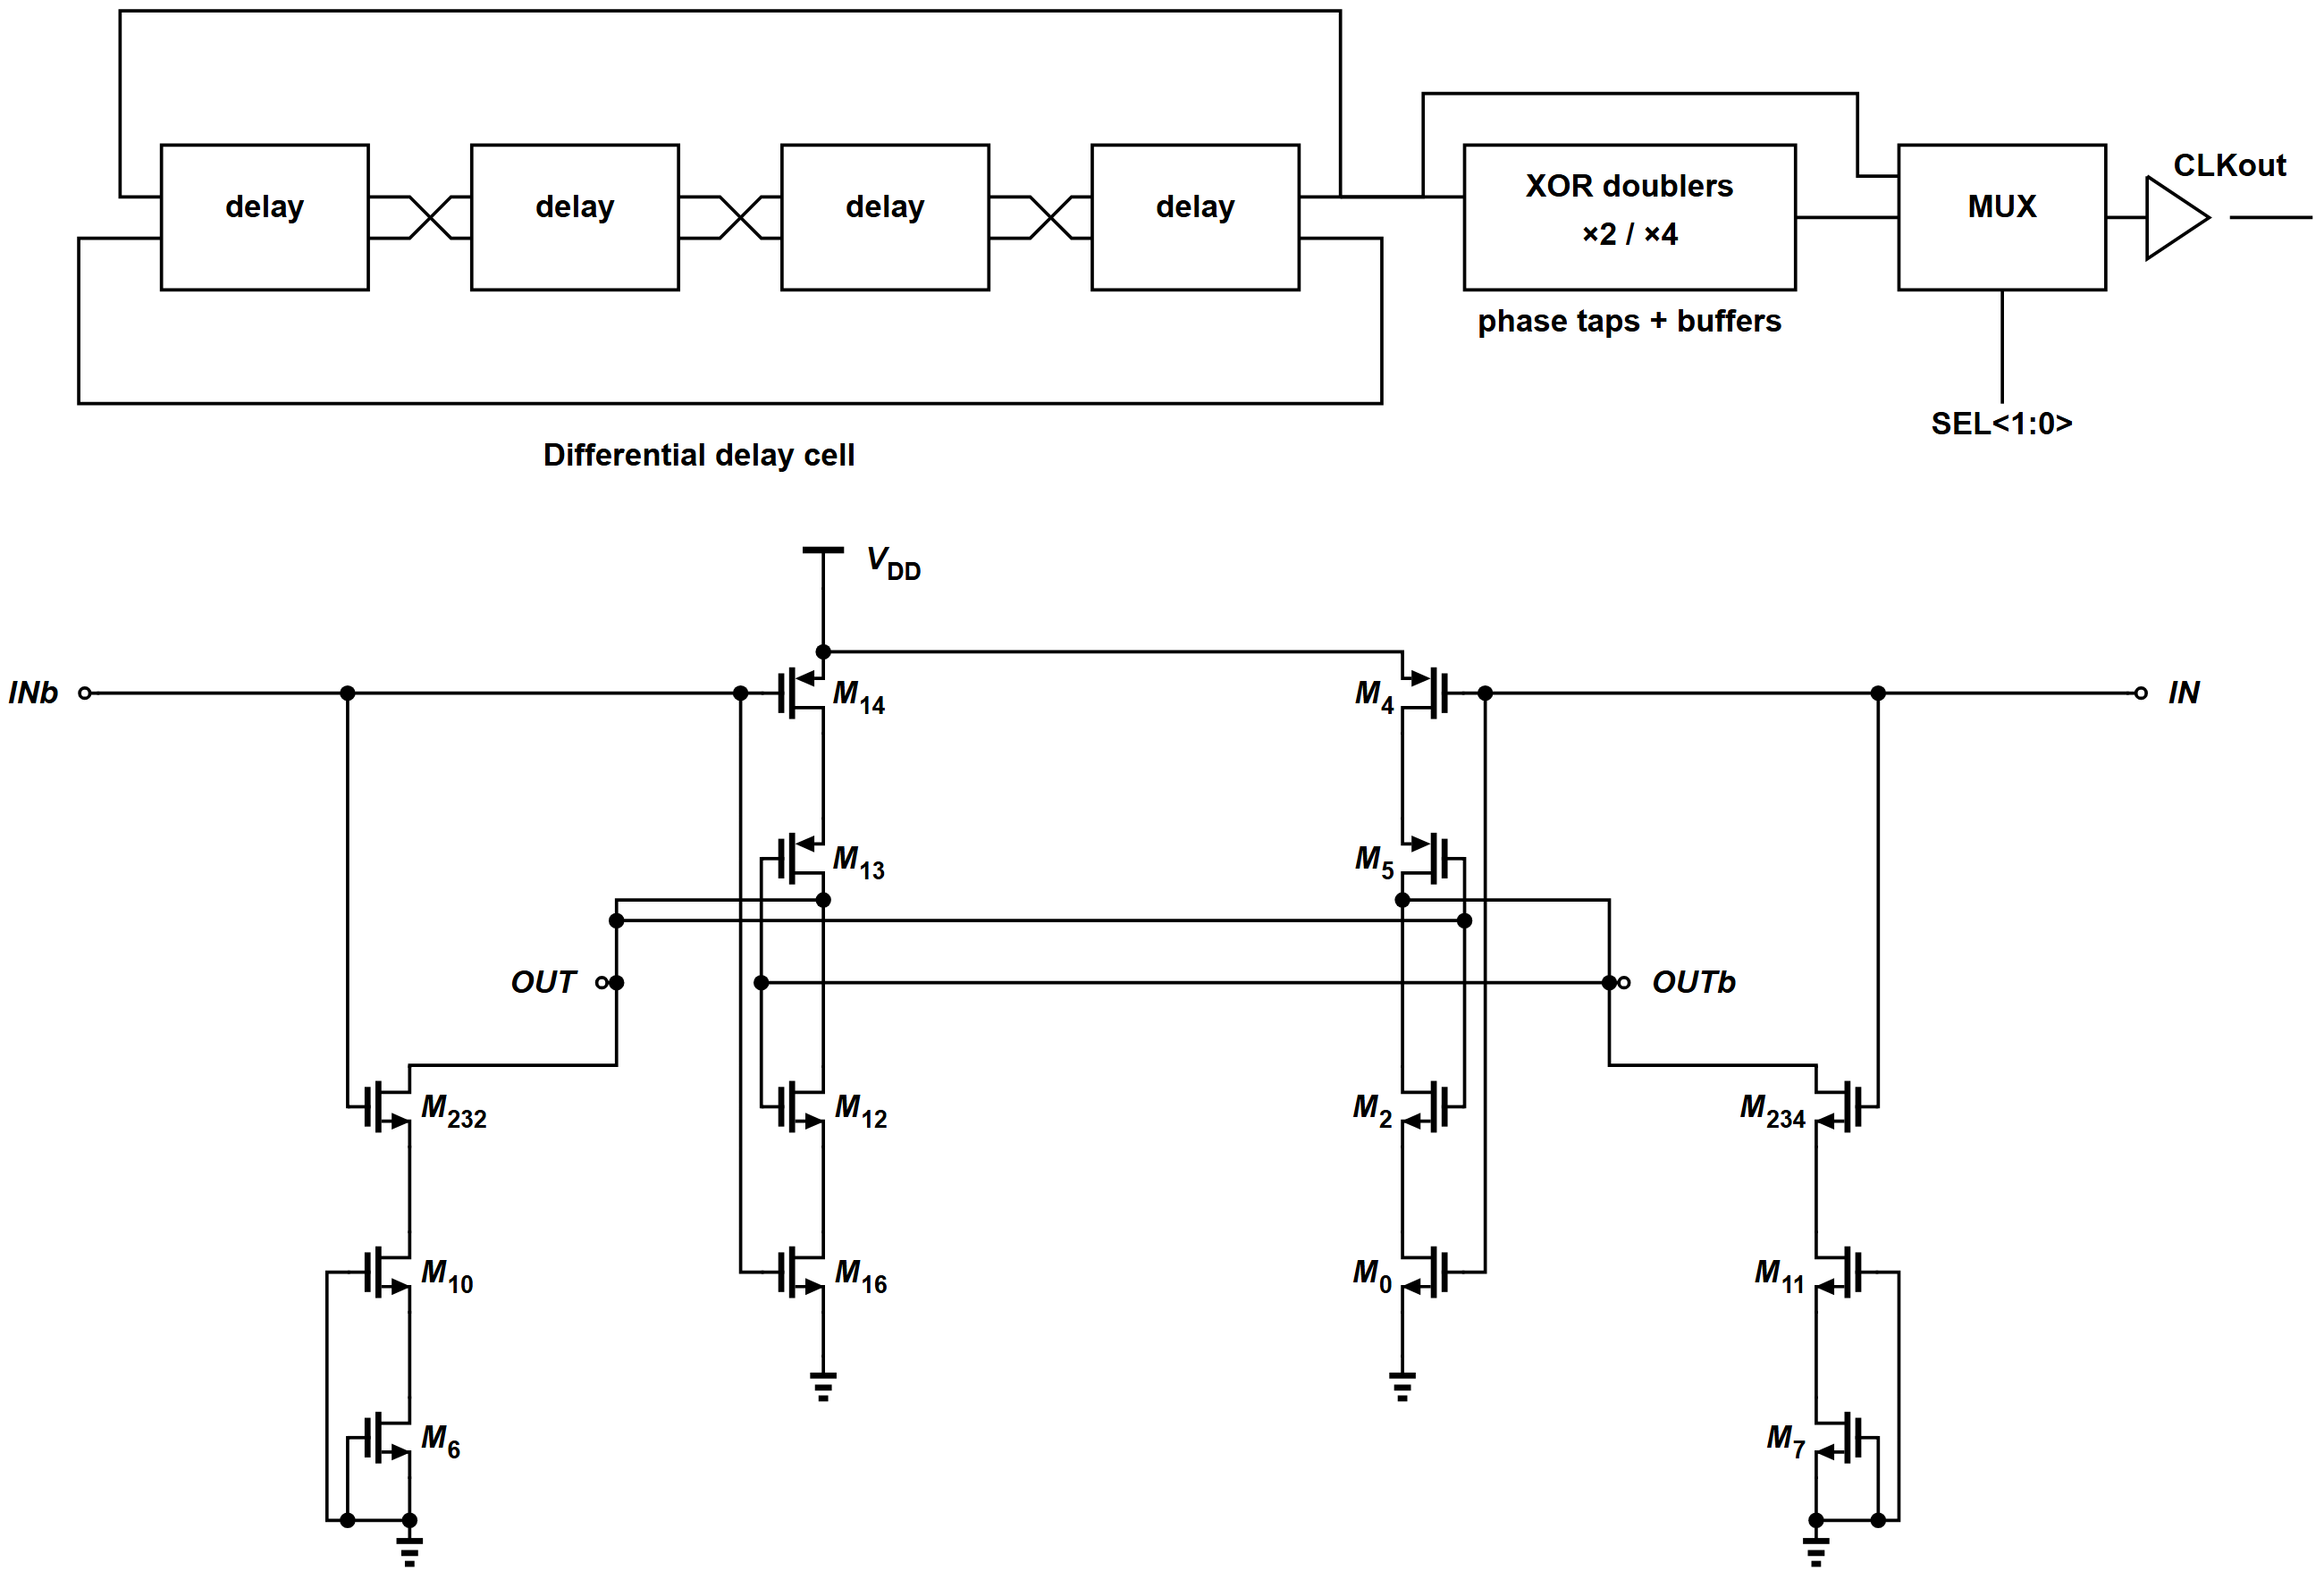 delay
delay
delay
delay
XOR doublers
×2 / ×4
phase taps + buffers
MUX
CLKout
SEL<1:0>
Differential delay cell
VDD
INb
M14
M4
IN
M13
M5
OUT
OUTb
M232
M12
M2
M234
M10
M16
M0
M11
M6
M7